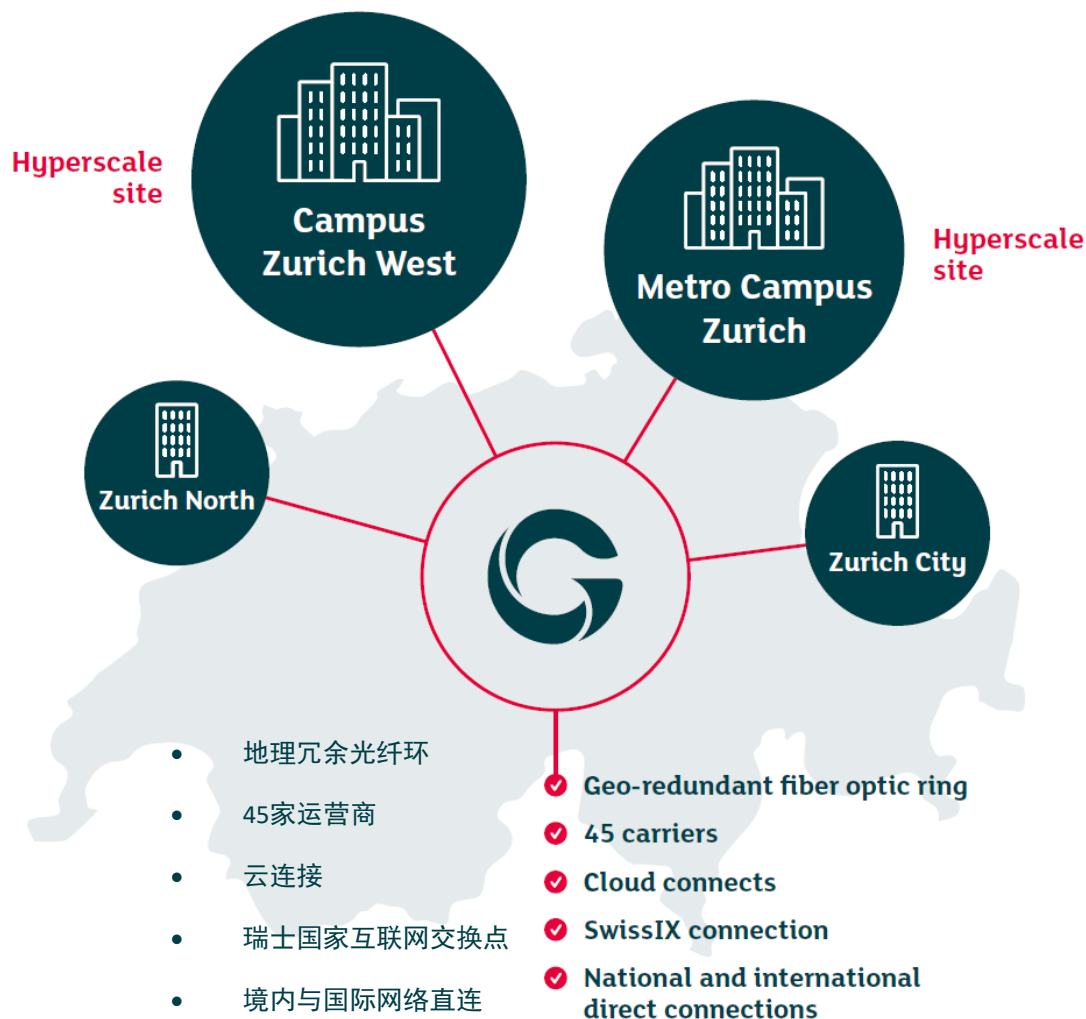 Hyperscale
site
Campus
Zurich West
Hyperscale
site
Metro Campus
Zurich
Zurich North
Zurich City
• 地理冗余光纤环
• 45家运营商
• 云连接
• 瑞士国家互联网交换点
• 境内与国际网络直连
Geo-redundant fiber optic ring
45 carriers
Cloud connects
SwissIX connection
National and international
direct connections